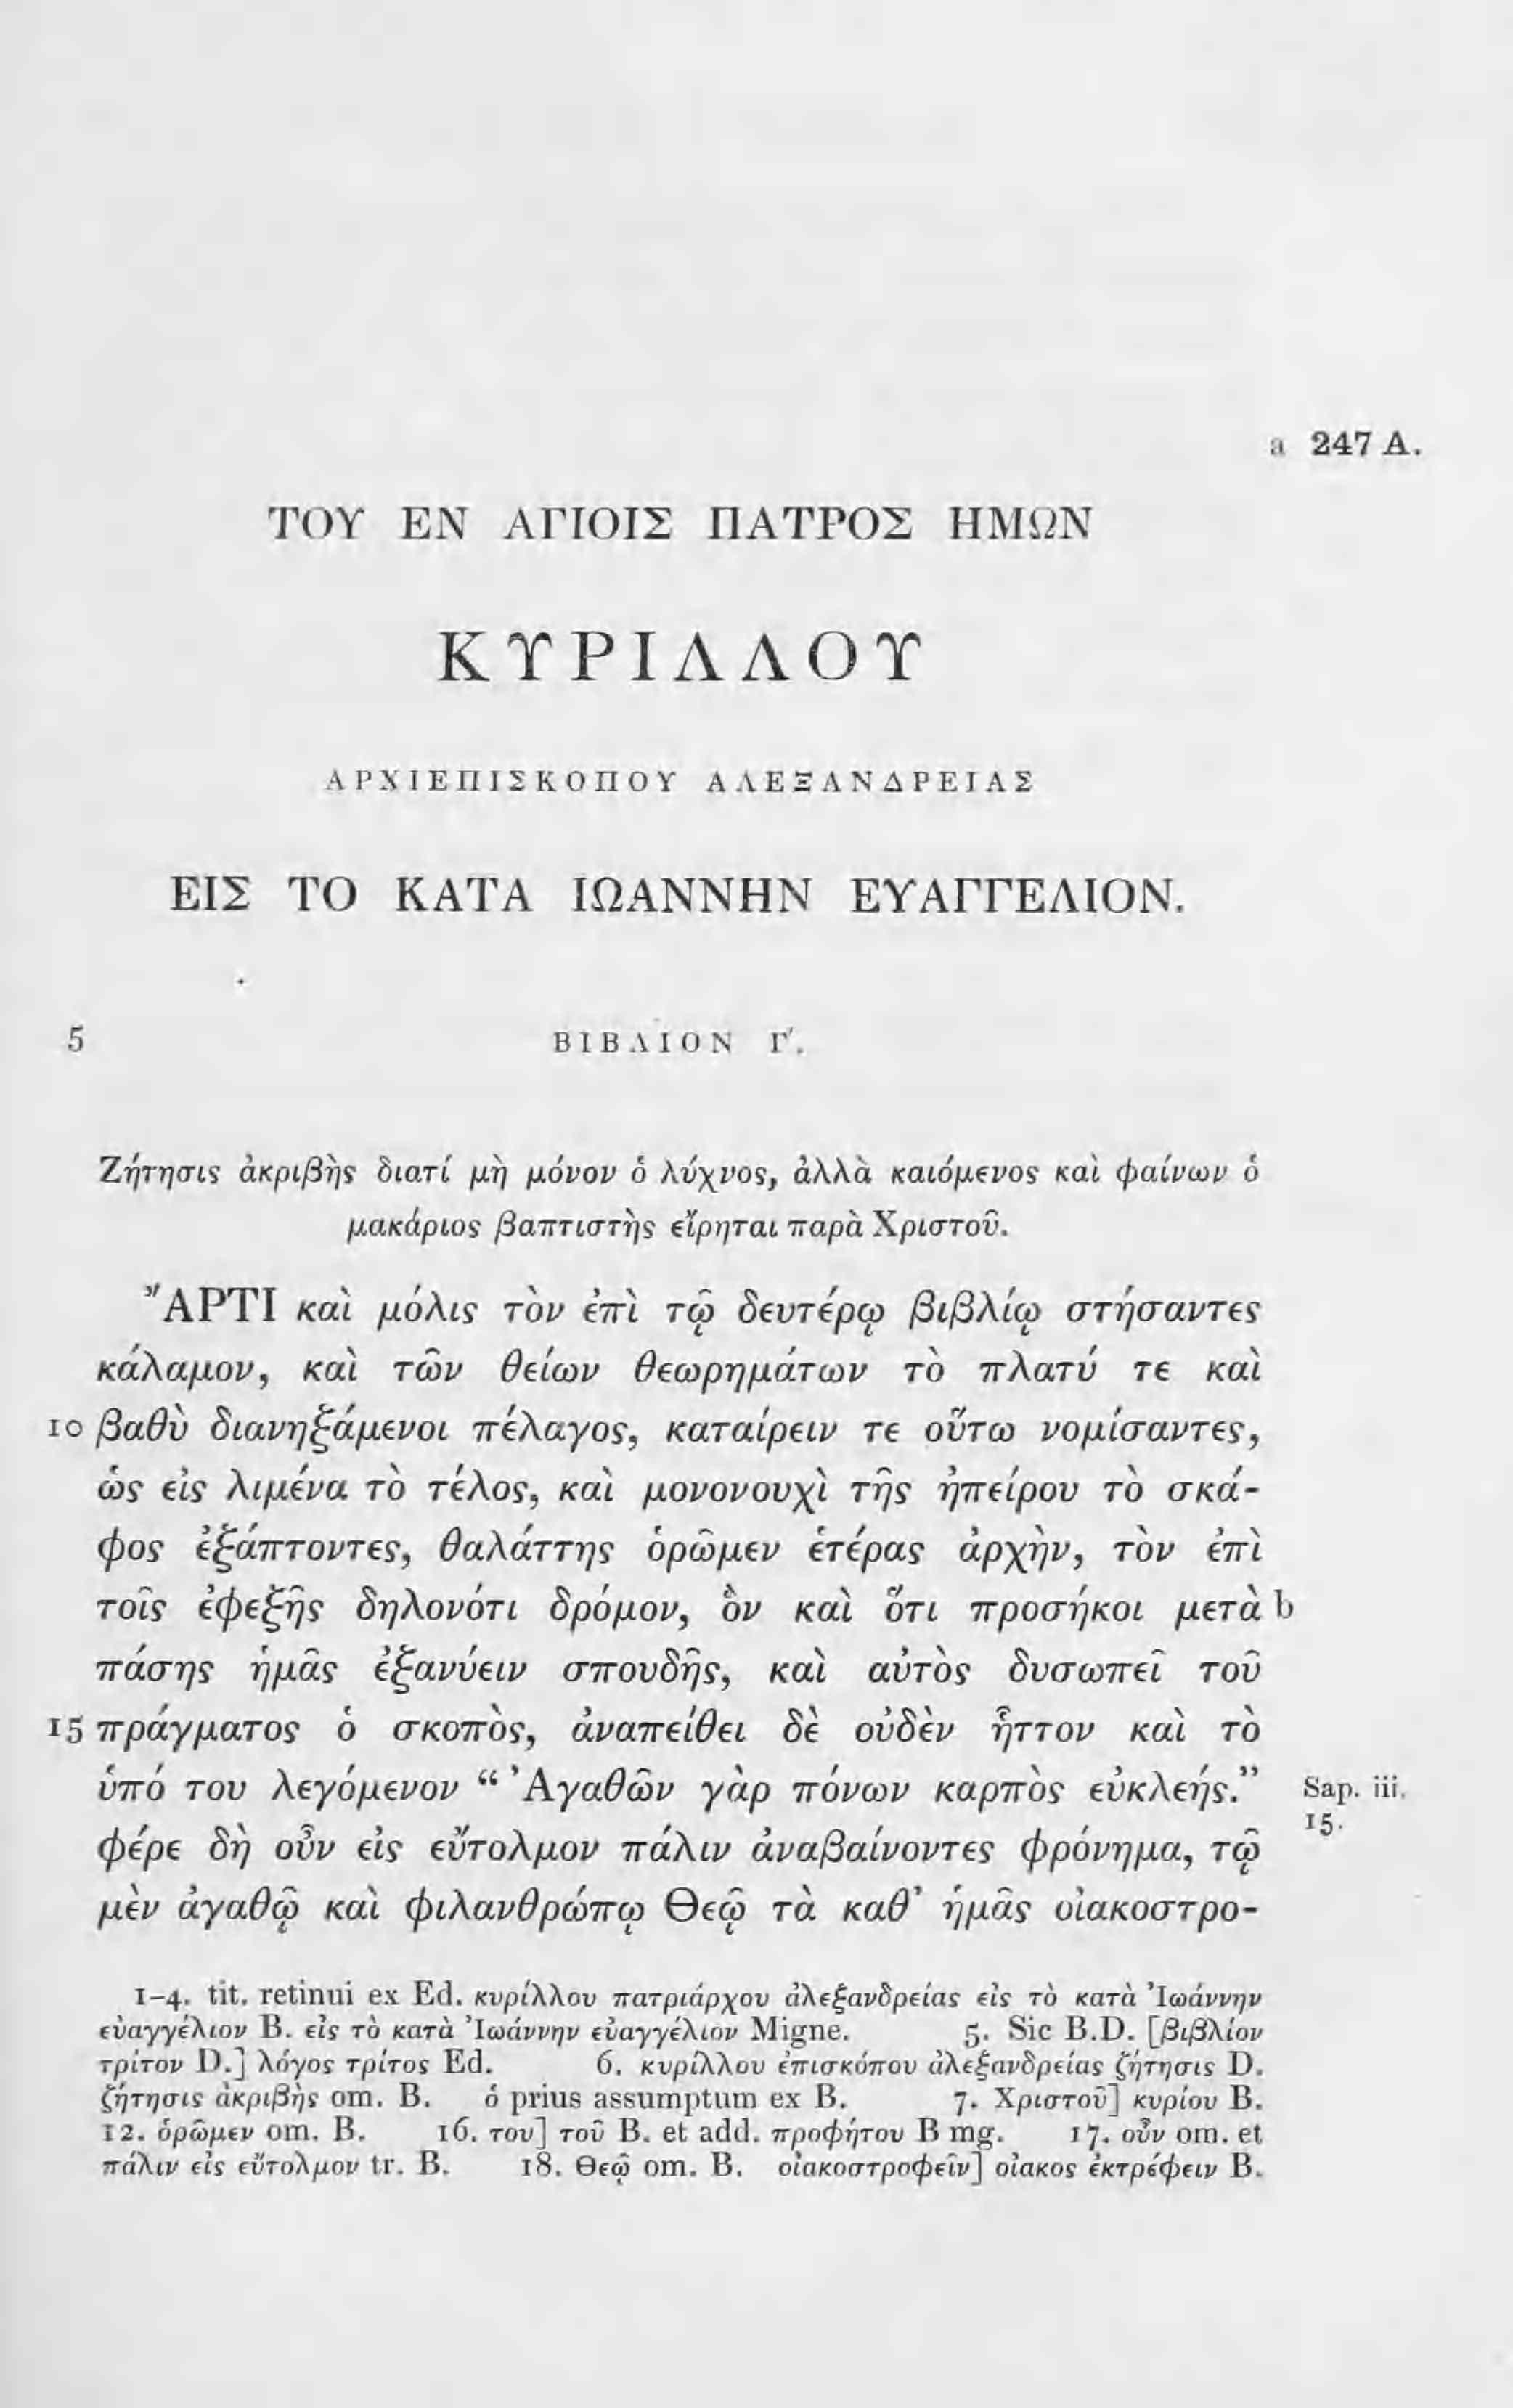 a 247 A.
ΤΟΥ ΕΝ ΑΓΙΟΙΣ ΠΑΤΡΟΣ ΗΜΩΝ
ΚΥΡΙΛΛΟΥ
ΑΡΧΙΕΠΙΣΚΟΠΟΥ ΑΛΕΞΑΝΔΡΕΙΑΣ
ΕΙΣ ΤΟ ΚΑΤΑ ΙΩΑΝΝΗΝ ΕΥΑΓΓΕΛΙΟΝ.
5 ΒΙΒΛΙΟΝ Γ΄.
Ζήτησις ἀκριβὴς διατί μὴ μόνον ὁ λύχνος, ἀλλὰ καιόμενος καὶ φαίνων ὁ
μακάριος βαπτιστὴς εἴρηται παρὰ Χριστοῦ.
ἌΡΤΙ καὶ μόλις τὸν ἐπὶ τῷ δευτέρῳ βιβλίῳ στήσαντες
κάλαμον, καὶ τῶν θείων θεωρημάτων τὸ πλατύ τε καὶ
10 βαθὺ διανηξάμενοι πέλαγος, καταίρειν τε οὕτω νομίσαντες,
ὡς εἰς λιμένα τὸ τέλος, καὶ μονονουχὶ τῆς ἠπείρου τὸ σκά-
φος ἐξάπτοντες, θαλάττης ὁρῶμεν ἑτέρας ἀρχὴν, τὸν ἐπὶ
τοῖς ἐφεξῆς δηλονότι δρόμον, ὃν καὶ ὅτι προσήκοι μετὰ b
πάσης ἡμᾶς ἐξανύειν σπουδῆς, καὶ αὐτὸς δυσωπεῖ τοῦ
15 πράγματος ὁ σκοπὸς, ἀναπείθει δὲ οὐδὲν ἧττον καὶ τὸ
ὑπό του λεγόμενον “Ἀγαθῶν γὰρ πόνων καρπὸς εὐκλεής.” Sap. iii.
15.
φέρε δὴ οὖν εἰς εὔτολμον πάλιν ἀναβαίνοντες φρόνημα, τῷ
μὲν ἀγαθῷ καὶ φιλανθρώπῳ Θεῷ τὰ καθ’ ἡμᾶς οἰακοστρο-
1-4. tit. retinui ex Ed. κυρίλλου πατριάρχου ἀλεξανδρείας εἰς τὸ κατὰ Ἰωάννην
εὐαγγέλιον B. εἰς τὸ κατὰ Ἰωάννην εὐαγγέλιον Migne. 5. Sic B.D. [βιβλίον
τρίτον D.] λόγος τρίτος Ed. 6. κυρίλλου ἐπισκόπου ἀλεξανδρείας ζήτησις D.
ζήτησις ἀκριβὴς om. B. ὁ prius assumptum ex B. 7. Χριστοῦ] κυρίου B.
12. ὁρῶμεν om. B. 16. του] τοῦ B. et add. προφήτου B mg. 17. οὖν om. et
πάλιν εἰς εὔτολμον tr. B. 18. Θεῷ om. B. οἰακοστροφεῖν] οἰακος ἐκτρέφειν B.